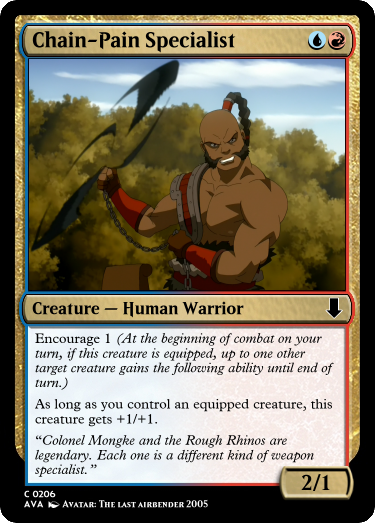 Chain-Pain Specialist
Creature — Human Warrior
Encourage 1 (At the beginning of combat on your
turn, if this creature is equipped, up to one other
target creature gains the following ability until end of
turn.)
As long as you control an equipped creature, this
creature gets +1/+1.
“Colonel Mongke and the Rough Rhinos are
legendary. Each one is a different kind of weapon
specialist.”
2/1
C 0206
AVA Avatar: The last airbender 2005